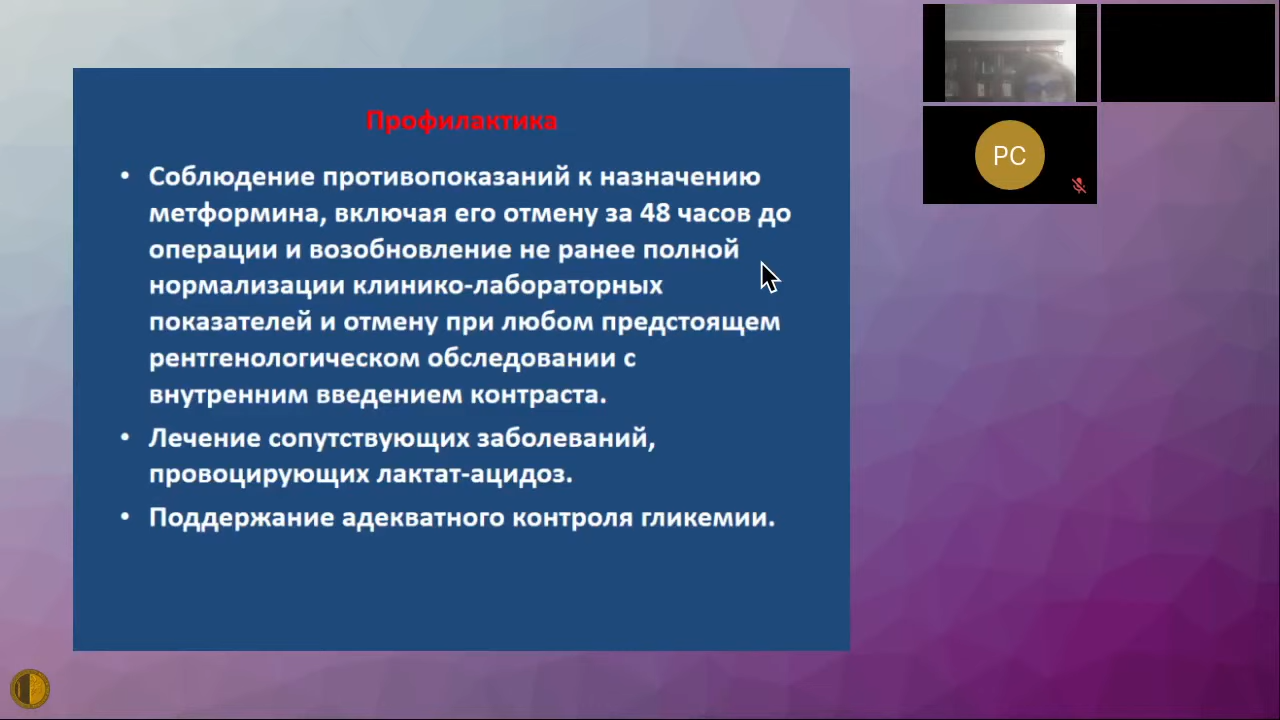 Профилактика
• Соблюдение противопоказаний к назначению
метформина, включая его отмену за 48 часов до
операции и возобновление не ранее полной
нормализации клинико-лабораторных
показателей и отмену при любом предстоящем
рентгенологическом обследовании с
внутренним введением контраста.
• Лечение сопутствующих заболеваний,
провоцирующих лактат-ацидоз.
• Поддержание адекватного контроля гликемии.
РС